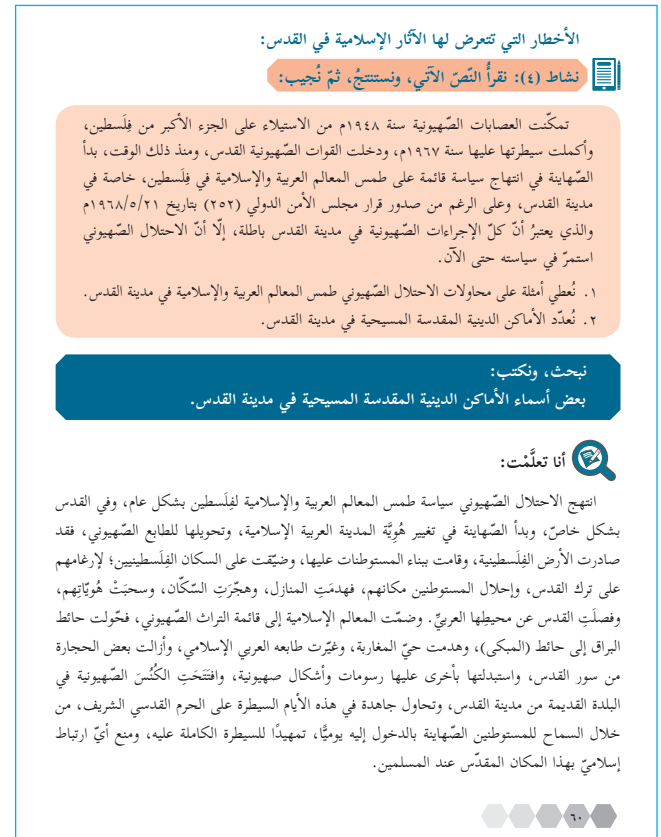 الأخطار التي تتعرض لها الآثار الإسلامية في القدس:
نشاط (٤): نقرأُ النّصّ الآتي، ونستنتجُ، ثمّ نُجيب:
تمكّنت العصابات الصّهيونية سنة ١٩٤٨م من الاستيلاء على الجزء الأكبر من فِلَسطين،
وأكملت سيطرتها عليها سنة ١٩٦٧م، ودخلت القوات الصّهيونية القدس، ومنذ ذلك الوقت، بدأ
الصّهاينة في انتهاج سياسة قائمة على طمس المعالم العربية والإسلامية في فِلَسطين، خاصة في
مدينة القدس، وعلى الرغم من صدور قرار مجلس الأمن الدولي (٢٥٢) بتاريخ ١٩٦٨/٥/٢١م
والذي يعتبرُ أنّ كلّ الإجراءات الصّهيونية في مدينة القدس باطلة، إلّا أنّ الاحتلال الصّهيوني
استمرّ في سياسته حتى الآن.
١. نُعطي أمثلة على محاولات الاحتلال الصّهيوني طمس المعالم العربية والإسلامية في مدينة القدس.
٢. نُعدّد الأماكن الدينية المقدسة المسيحية في مدينة القدس.
نبحث، ونكتب:
بعض أسماء الأماكن الدينية المقدسة المسيحية في مدينة القدس.
أنا تعلَّمْت:
انتهج الاحتلال الصّهيوني سياسة طمس المعالم العربية والإسلامية لفِلَسطين بشكل عام، وفي القدس
بشكل خاصّ، وبدأ الصّهاينة في تغيير هُويَّة المدينة العربية الإسلامية، وتحويلها للطابع الصّهيوني، فقد
صادرت الأرض الفِلَسطينية، وقامت ببناء المستوطنات عليها، وضيّقت على السكان الفِلَسطينيين؛ لإرغامهم
على ترك القدس، وإحلال المستوطنين مكانهم، فهدمَتِ المنازل، وهجّرَتِ السّكّان، وسحبَتْ هُويّاتِهم،
وفصلَتِ القدس عن محيطِها العربيِّ. وضمّت المعالم الإسلامية إلى قائمة التراث الصّهيوني، فحّولت حائط
البراق إلى حائط (المبكى)، وهدمت حيّ المغاربة، وغيّرت طابعه العربي الإسلامي، وأزالت بعض الحجارة
من سور القدس، واستبدلتها بأخرى عليها رسومات وأشكال صهيونية، وافتَتَحَتِ الكُنُسَ الصّهيونية في
البلدة القديمة من مدينة القدس، وتحاول جاهدة في هذه الأيام السيطرة على الحرم القدسي الشريف، من
خلال السماح للمستوطنين الصّهاينة بالدخول إليه يوميًّا، تمهيدًا للسيطرة الكاملة عليه، ومنع أيّ ارتباط
إسلاميّ بهذا المكان المقدّس عند المسلمين.
٦٠